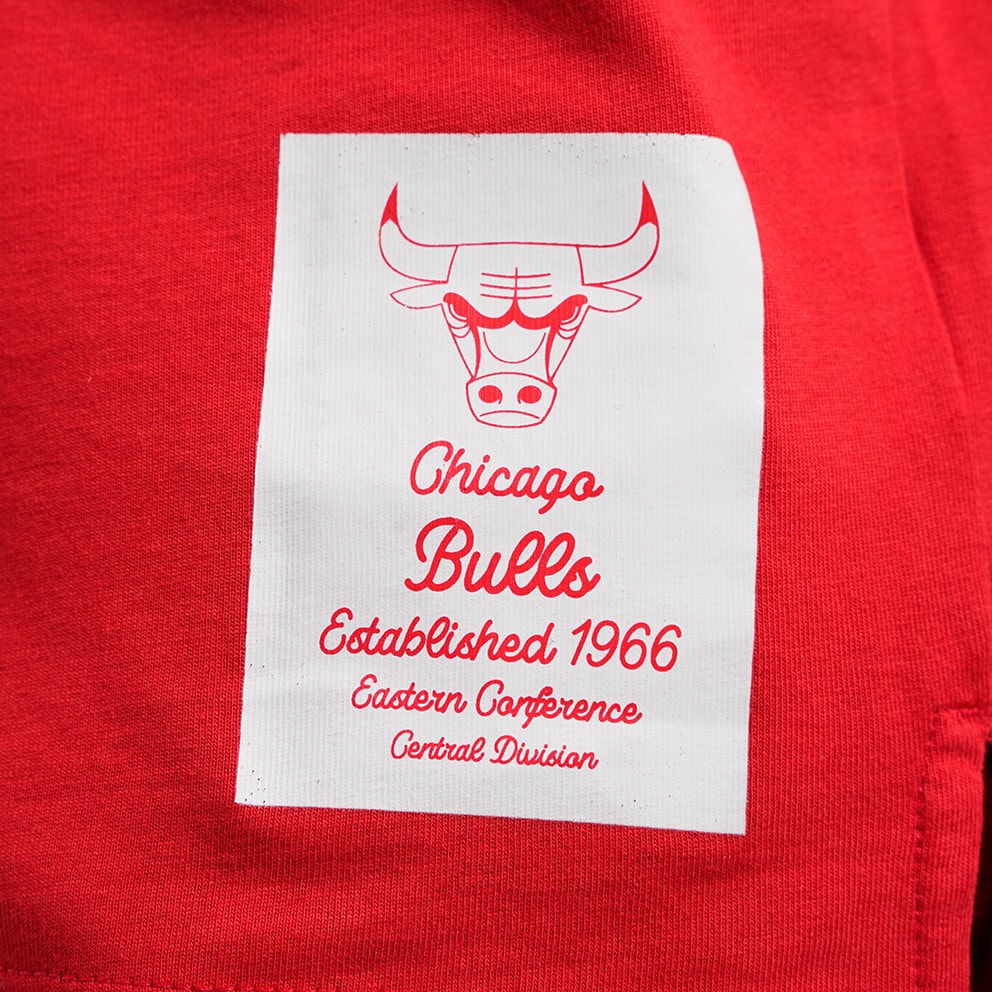 Chicago
Bulls
Established 1966
Eastern Conference
Central Division